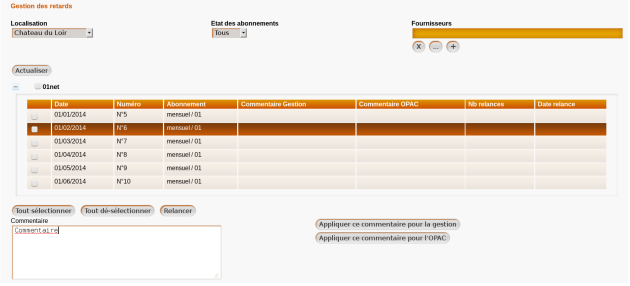 Gestion des retards
Localisation Etat des abonnements Fournisseurs
Chateau du Loir Tous
X ... +
Actualiser
01net
Date Numéro Abonnement Commentaire Gestion Commentaire OPAC Nb relances Date relance
01/01/2014 N°5 mensuel / 01
01/02/2014 N°6 mensuel / 01
01/03/2014 N°7 mensuel / 01
01/04/2014 N°8 mensuel / 01
01/05/2014 N°9 mensuel / 01
01/06/2014 N°10 mensuel / 01
Tout sélectionner Tout dé-sélectionner Relancer
Commentaire
Commentaire
Appliquer ce commentaire pour la gestion
Appliquer ce commentaire pour l'OPAC